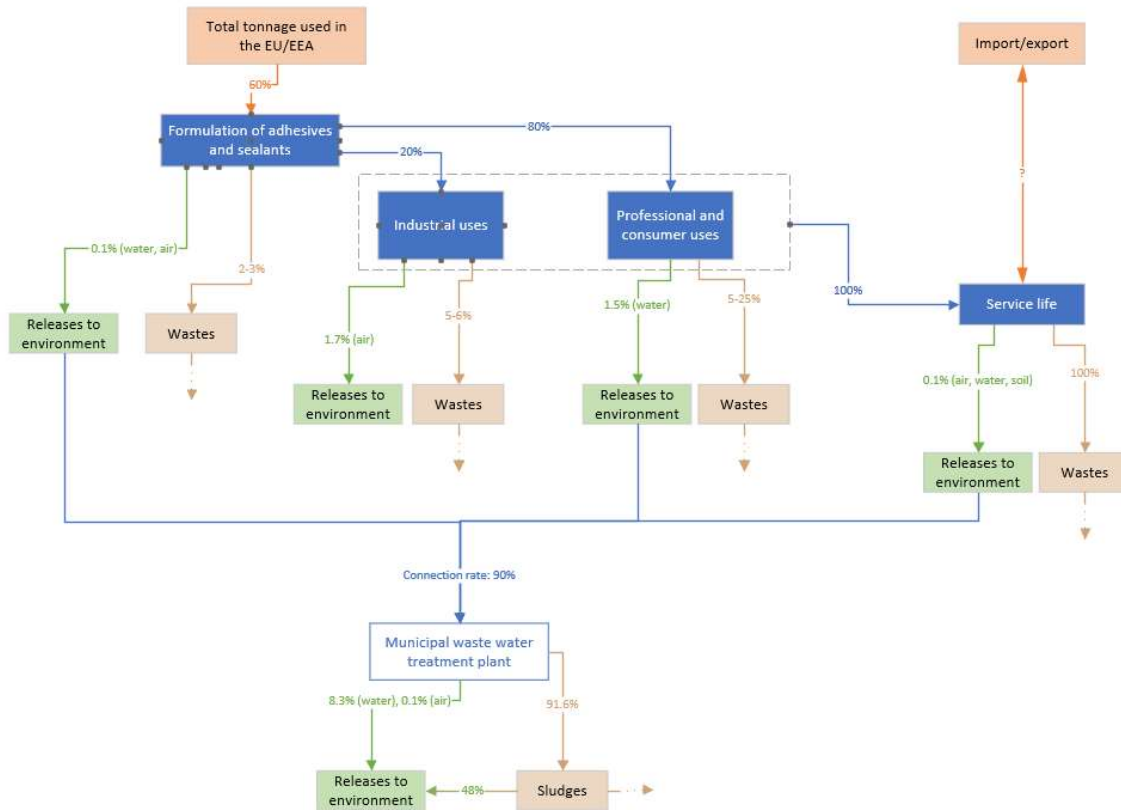 Total tonnage used in
the EU/EEA
Import/export
60%
Formulation of adhesives
and sealants
80%
20%
Industrial uses
Professional and
consumer uses
?
0.1% (water, air)
2-3%
100%
Service life
Releases to
environment
Wastes
1.7% (air)
5-6%
1.5% (water)
5-25%
Releases to
environment
Wastes
Releases to
environment
Wastes
0.1% (air, water, soil)
100%
Releases to
environment
Wastes
Connection rate: 90%
Municipal waste water
treatment plant
8.3% (water), 0.1% (air)
91.6%
Releases to
environment
48%
Sludges